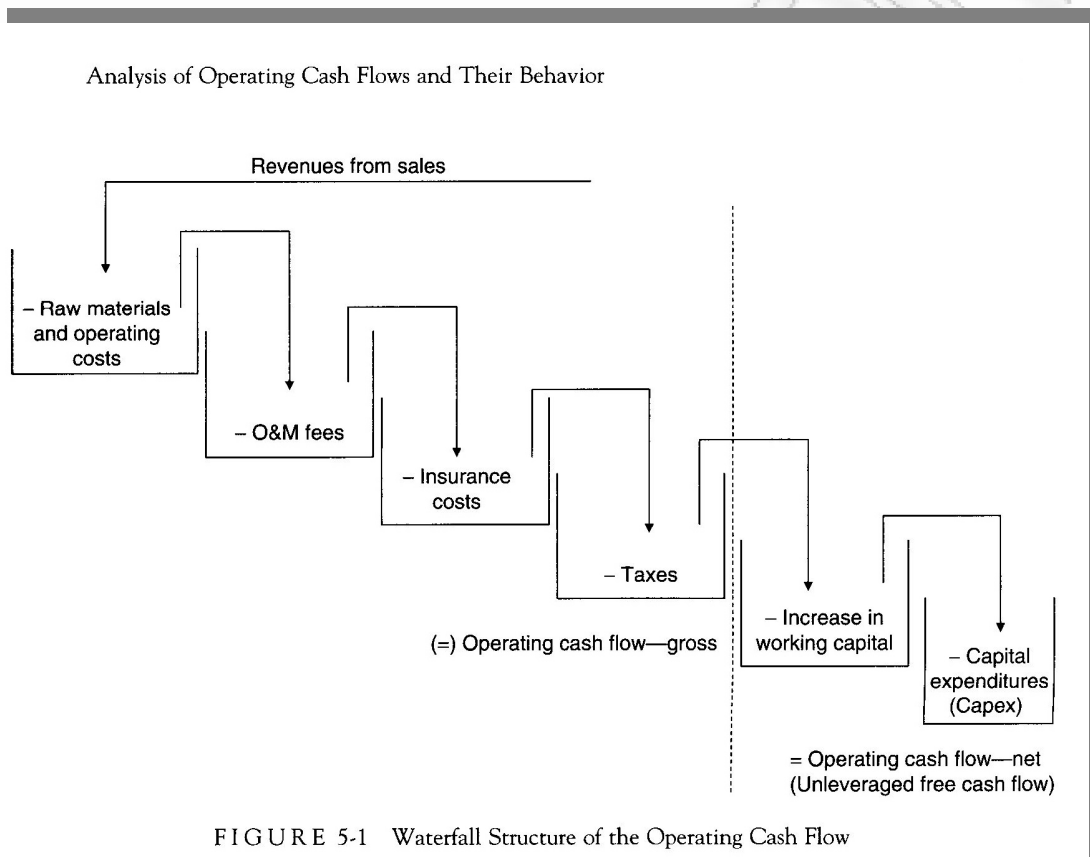 Analysis of Operating Cash Flows and Their Behavior
Revenues from sales
– Raw materials
and operating
costs
– O&M fees
– Insurance
costs
– Taxes
(=) Operating cash flow—gross
– Increase in
working capital
– Capital
expenditures
(Capex)
= Operating cash flow—net
(Unleveraged free cash flow)
FIGURE 5-1 Waterfall Structure of the Operating Cash Flow